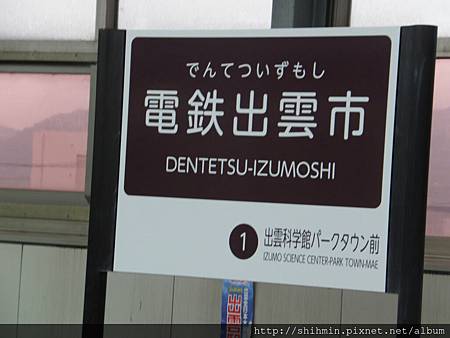 でんてついずもし
電鉄出雲市
DENTETSU-IZUMOSHI
1 出雲科学館パークタウン前
IZUMO SCIENCE CENTER-PARK TOWN-MAE
http://shihmin.pixnet.net/album